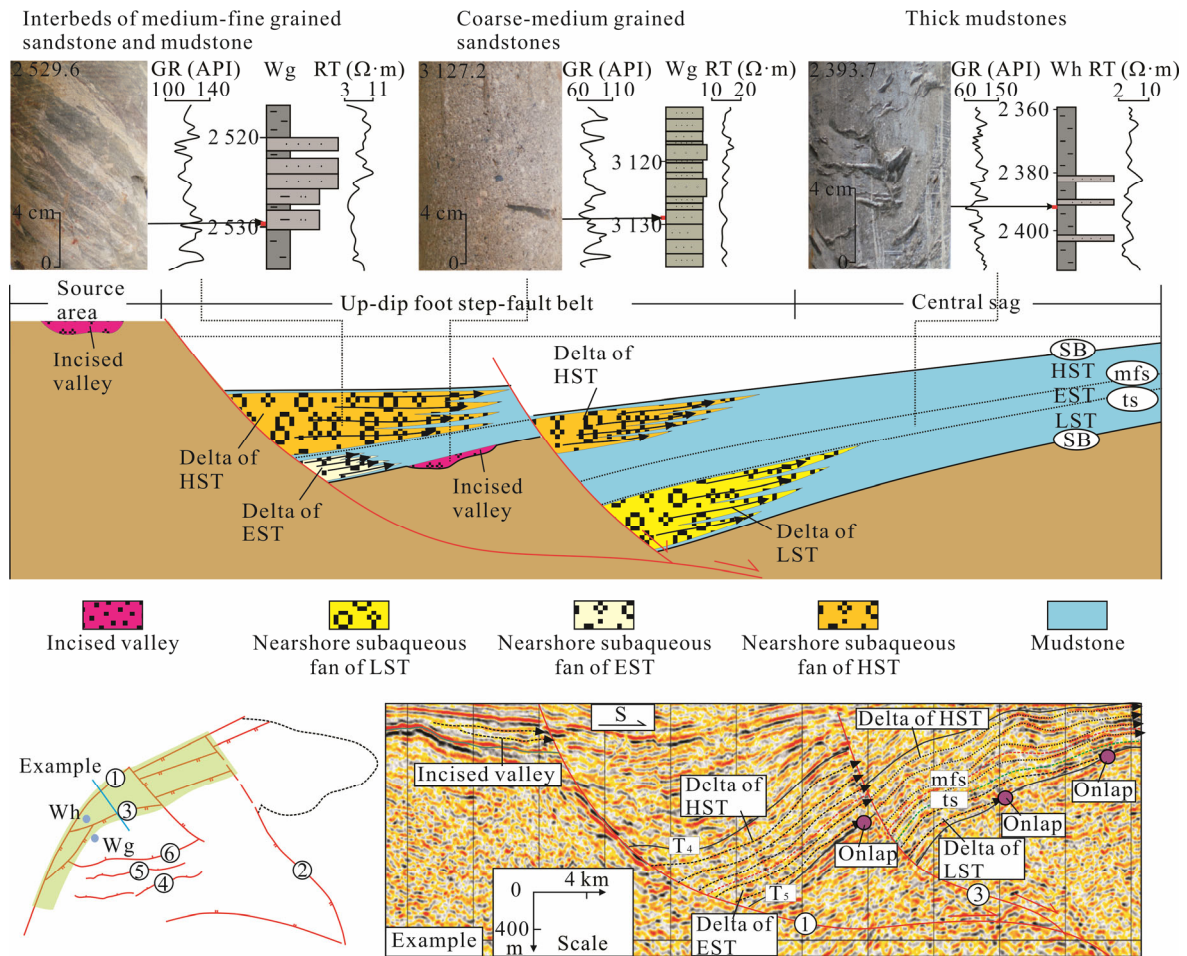 Interbeds of medium-fine grained
sandstone and mudstone
Coarse-medium grained
sandstones
Thick mudstones
2 529.6
GR (API)
100 140
Wg
RT (Ω·m)
3 11
2 520
2 530
4 cm
0
3 127.2
GR (API)
60 110
Wg
RT (Ω·m)
10 20
3 120
3 130
4 cm
0
2 393.7
GR (API)
60 150
Wh
RT (Ω·m)
2 10
2 360
2 380
2 400
4 cm
0
Source
area
Up-dip foot step-fault belt
Central sag
Incised
valley
Delta of
HST
SB
HST
mfs
EST
ts
LST
SB
Delta of
HST
Delta of
EST
Incised
valley
Delta of
LST
Incised valley
Nearshore subaqueous
fan of LST
Nearshore subaqueous
fan of EST
Nearshore subaqueous
fan of HST
Mudstone
Example
①
③
Wh
Wg
⑥
⑤
④
②
S
Delta of HST
Incised valley
Delta of
HST
mfs
ts
Onlap
Onlap
Onlap
T₄
T₅
Delta of
LST
Delta of
EST
①
③
4 km
0
400
m
Scale
Example